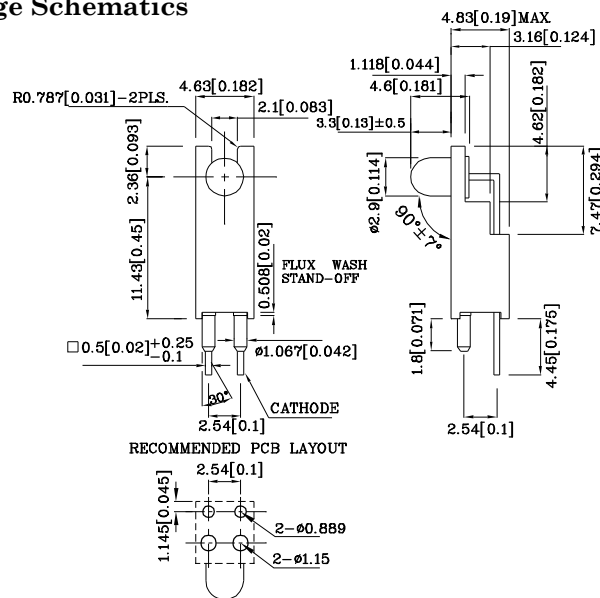 ge Schematics
4.83[0.19]MAX.
3.16[0.124]
1.118[0.044]
4.6[0.181]
3.3[0.13]±0.5
4.62[0.182]
7.47[0.294]
4.63[0.182]
R0.787[0.031]-2PLS.
2.1[0.083]
2.36[0.093]
ø2.9[0.114]
90°±7°
11.43[0.45]
0.508[0.02]
FLUX WASH
STAND-OFF
□0.5[0.02]+0.25
-0.1
ø1.067[0.042]
1.8[0.071]
4.45[0.175]
30°
CATHODE
2.54[0.1]
2.54[0.1]
RECOMMENDED PCB LAYOUT
2.54[0.1]
1.145[0.045]
2-ø0.889
2-ø1.15